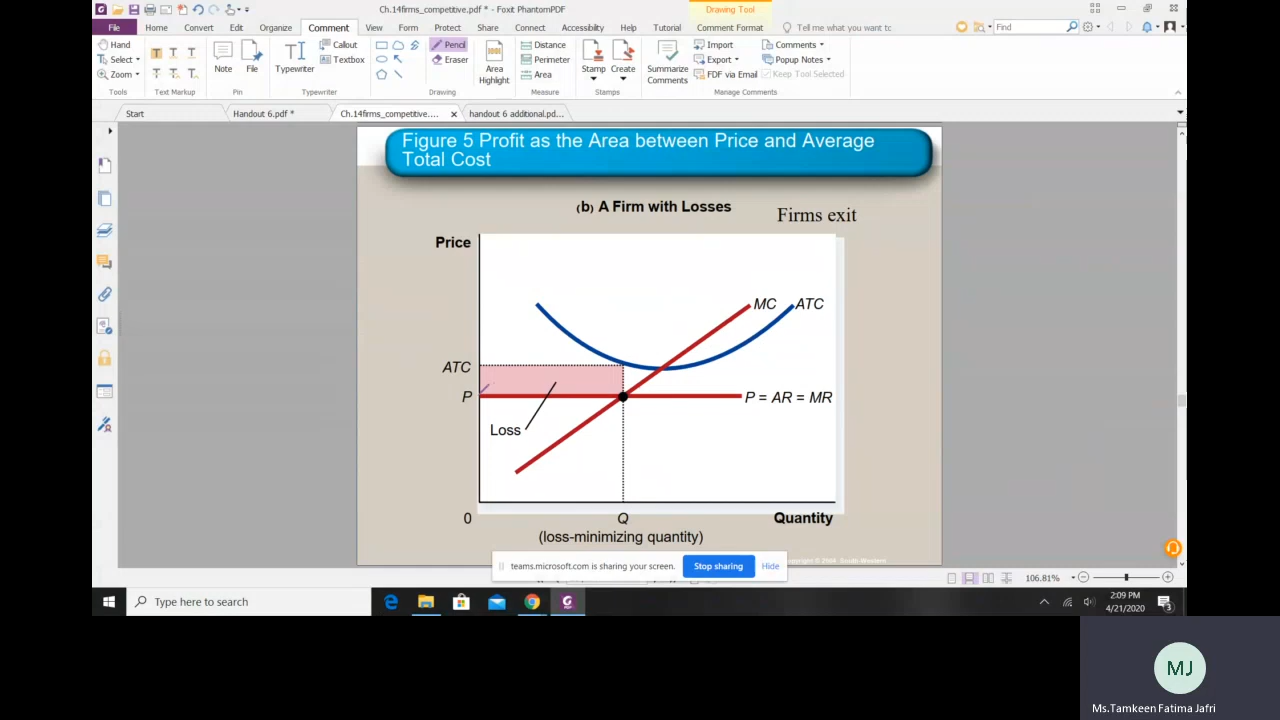 Ch.14firms_competitive.pdf * - Foxit PhantomPDF
Drawing Tool
File Home Convert Edit Organize Comment View Form Protect Share Connect Accessibility Tutorial Comment Format Tell me what you want tc Find
Hand
Select
Zoom
Tools
Text Markup
Note
File
Pin
Typewriter
Callout
Textbox
Typewriter
Pencil
Eraser
Drawing
Area
Highlight
Distance
Perimeter
Area
Measure
Stamp
Create
Stamps
Summarize
Comments
Import
Export
FDF via Email
Comments
Popup Notes
Keep Tool Selected
Manage Comments
Start
Handout 6.pdf *
Ch.14firms_competitive....
handout 6 additional.pd...
Figure 5 Profit as the Area between Price and Average
Total Cost
(b) A Firm with Losses
Firms exit
Price
MC
ATC
ATC
P
P = AR = MR
Loss
0
Q
Quantity
(loss-minimizing quantity)
teams.microsoft.com is sharing your screen.
Stop sharing
Hide
106.81%
Type here to search
2:09 PM
4/21/2020
3
MJ
Ms.Tamkeen Fatima Jafri